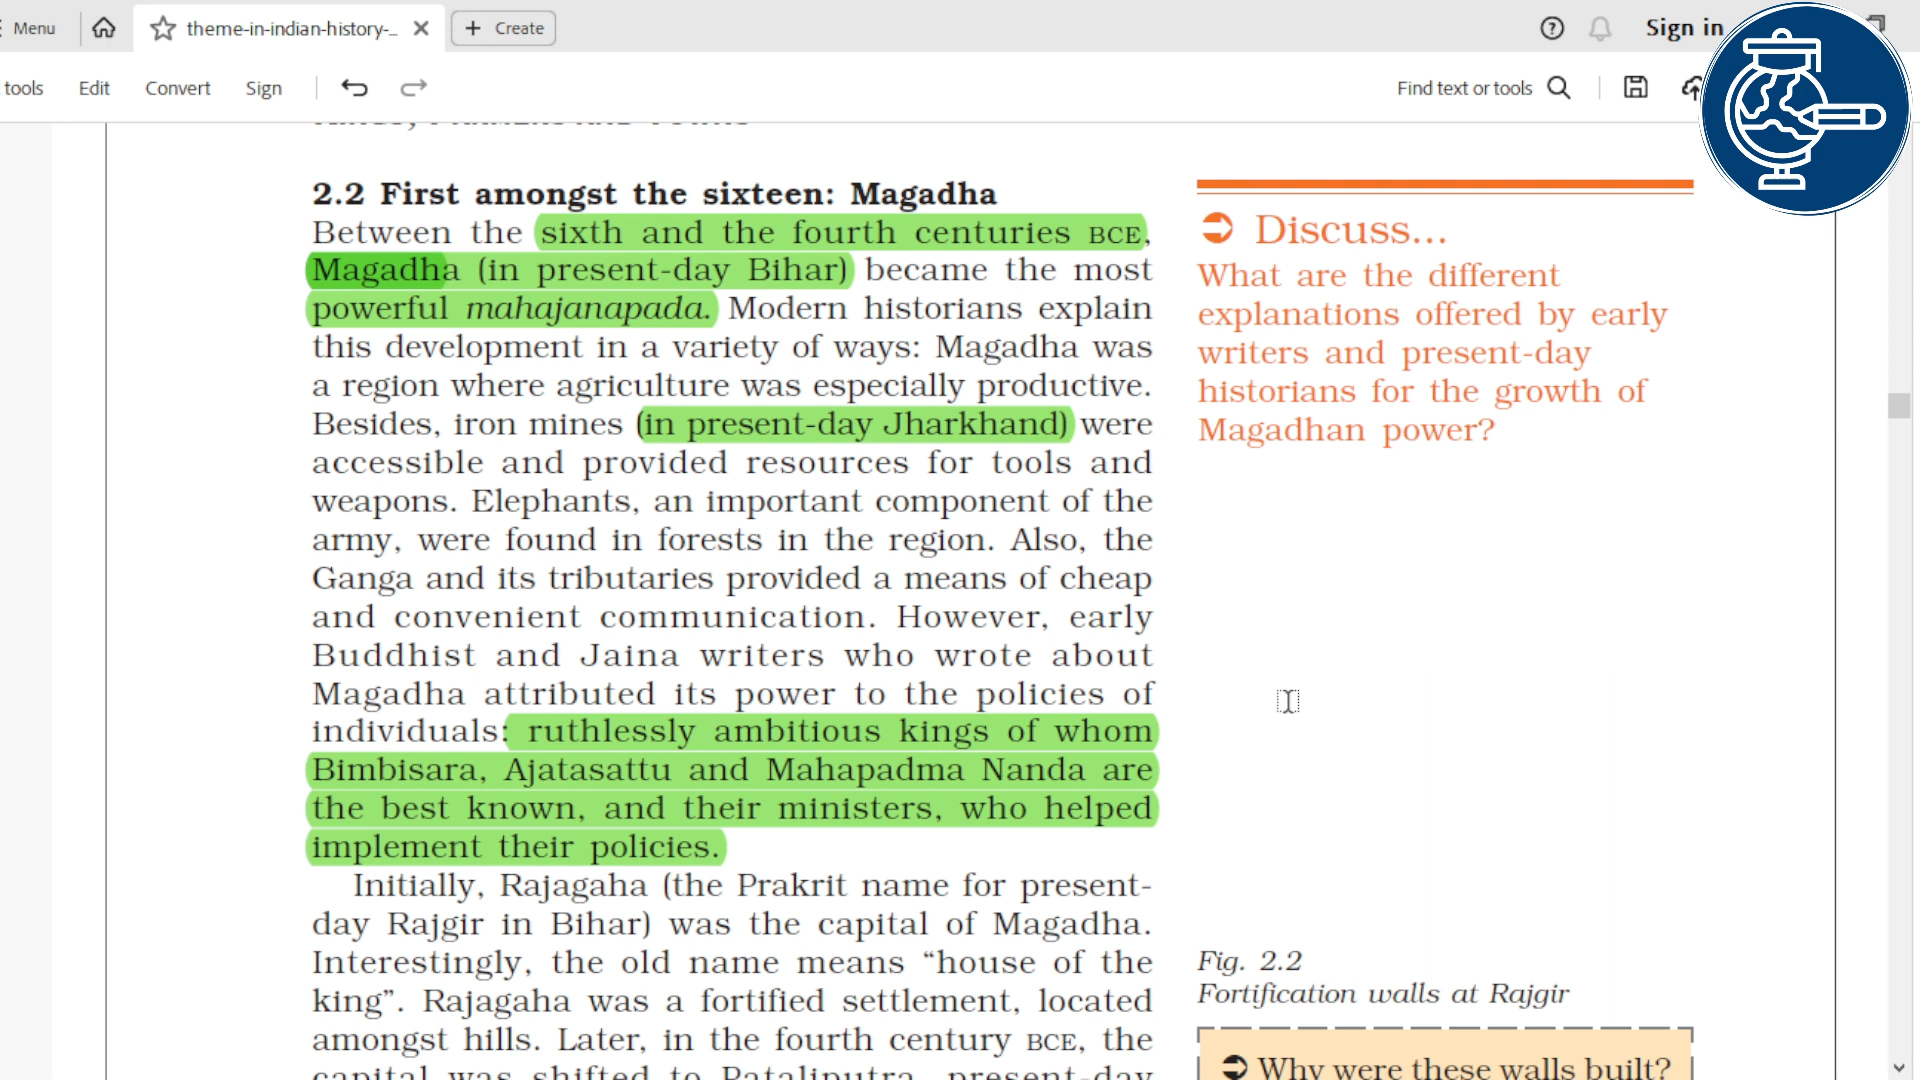 Menu
theme-in-indian-history-_
Create
Sign in
tools
Edit
Convert
Sign
Find text or tools
2.2 First amongst the sixteen: Magadha
Between the sixth and the fourth centuries BCE,
Magadha (in present-day Bihar) became the most
powerful mahajanapada. Modern historians explain
this development in a variety of ways: Magadha was
a region where agriculture was especially productive.
Besides, iron mines (in present-day Jharkhand) were
accessible and provided resources for tools and
weapons. Elephants, an important component of the
army, were found in forests in the region. Also, the
Ganga and its tributaries provided a means of cheap
and convenient communication. However, early
Buddhist and Jaina writers who wrote about
Magadha attributed its power to the policies of
individuals: ruthlessly ambitious kings of whom
Bimbisara, Ajatasattu and Mahapadma Nanda are
the best known, and their ministers, who helped
implement their policies.
Initially, Rajagaha (the Prakrit name for present-
day Rajgir in Bihar) was the capital of Magadha.
Interestingly, the old name means “house of the
king”. Rajagaha was a fortified settlement, located
amongst hills. Later, in the fourth century BCE, the
capital was shifted to Pataliputra, present-day
Discuss...
What are the different
explanations offered by early
writers and present-day
historians for the growth of
Magadhan power?
Fig. 2.2
Fortification walls at Rajgir
Why were these walls built?